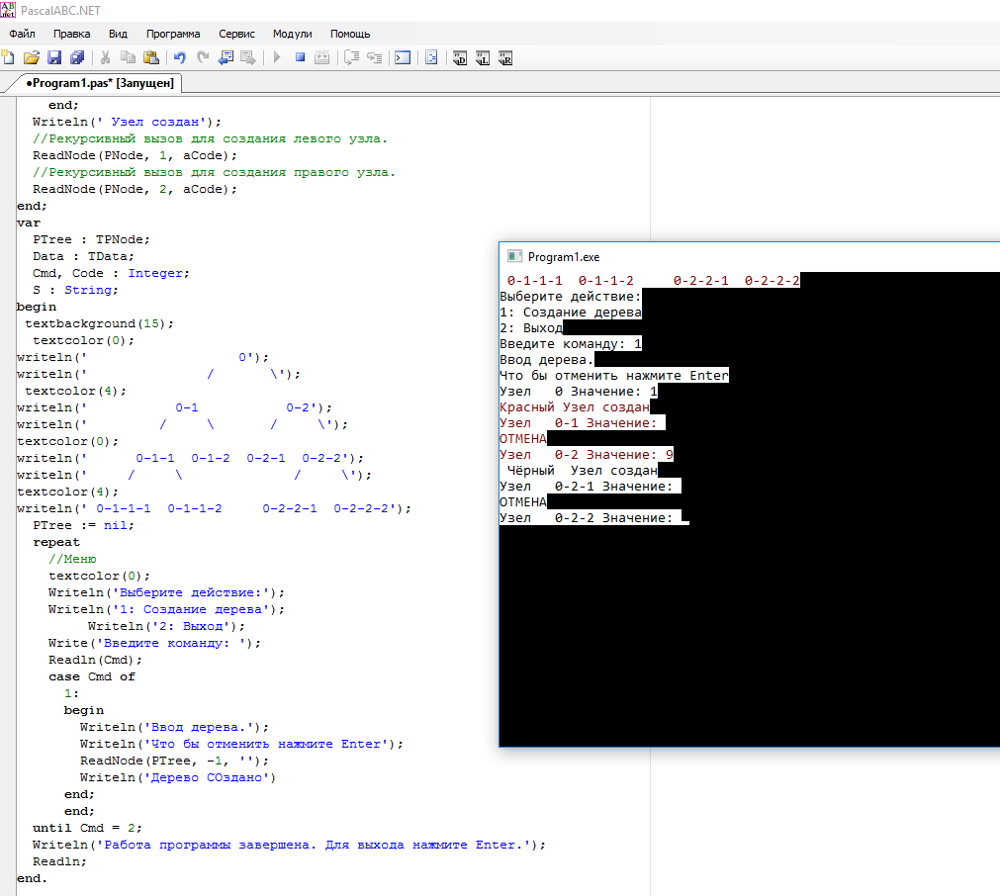 PascalABC.NET
Файл Правка Вид Программа Сервис Модули Помощь
●Program1.pas* [Запущен]
end;
Writeln(' Узел создан');
//Рекурсивный вызов для создания левого узла.
ReadNode(PNode, 1, aCode);
//Рекурсивный вызов для создания правого узла.
ReadNode(PNode, 2, aCode);
end;
var
PTree : TPNode;
Data : TData;
Cmd, Code : Integer;
S : String;
begin
textbackground(15);
textcolor(0);
writeln('                   0');
writeln('               /       \');
textcolor(4);
writeln('           0-1           0-2');
writeln('         /     \       /     \');
textcolor(0);
writeln('      0-1-1  0-1-2  0-2-1  0-2-2');
writeln('     /     \              /     \');
textcolor(4);
writeln(' 0-1-1-1  0-1-1-2     0-2-2-1  0-2-2-2');
PTree := nil;
repeat
//Меню
textcolor(0);
Writeln('Выберите действие:');
Writeln('1: Создание дерева');
Writeln('2: Выход');
Write('Введите команду: ');
Readln(Cmd);
case Cmd of
1:
begin
Writeln('Ввод дерева.');
Writeln('Что бы отменить нажмите Enter');
ReadNode(PTree, -1, '');
Writeln('Дерево СОздано')
end;
end;
until Cmd = 2;
Writeln('Работа программы завершена. Для выхода нажмите Enter.');
Readln;
end.
Program1.exe
0-1-1-1  0-1-1-2     0-2-2-1  0-2-2-2
Выберите действие:
1: Создание дерева
2: Выход
Введите команду: 1
Ввод дерева.
Что бы отменить нажмите Enter
Узел   0 Значение: 1
Красный Узел создан
Узел   0-1 Значение:
ОТМЕНА
Узел   0-2 Значение: 9
Чёрный  Узел создан
Узел   0-2-1 Значение:
ОТМЕНА
Узел   0-2-2 Значение: _